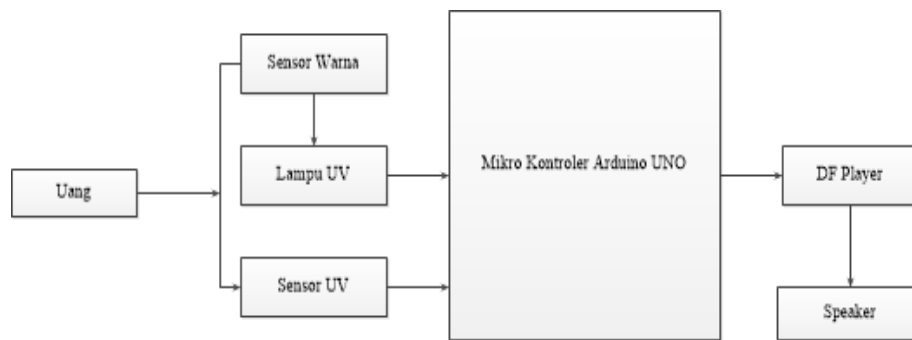 Sensor Warna
Lampu UV
Uang
Sensor UV
Mikro Kontroler Arduino UNO
DF Player
Speaker